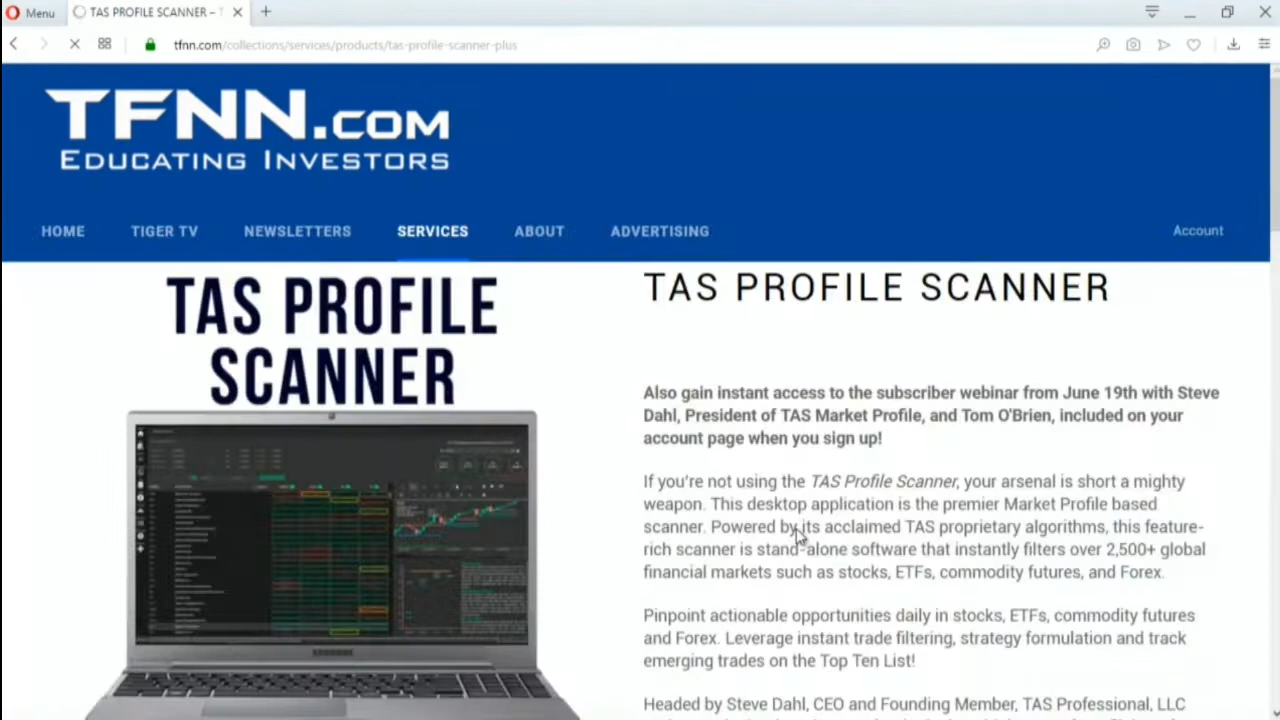 Menu
TAS PROFILE SCANNER –
tfnn.com/collections/services/products/tas-profile-scanner-plus
TFNN.COM
EDUCATING INVESTORS
HOME TIGER TV NEWSLETTERS SERVICES ABOUT ADVERTISING Account
TAS PROFILE
SCANNER
TAS PROFILE SCANNER
Also gain instant access to the subscriber webinar from June 19th with Steve
Dahl, President of TAS Market Profile, and Tom O'Brien, included on your
account page when you sign up!
If you're not using the TAS Profile Scanner, your arsenal is short a mighty
weapon. This desktop application is the premier Market Profile based
scanner. Powered by its acclaimed TAS proprietary algorithms, this feature-
rich scanner is stand-alone software that instantly filters over 2,500+ global
financial markets such as stocks, ETFs, commodity futures, and Forex.
Pinpoint actionable opportunities daily in stocks, ETFs, commodity futures
and Forex. Leverage instant trade filtering, strategy formulation and track
emerging trades on the Top Ten List!
Headed by Steve Dahl, CEO and Founding Member, TAS Professional, LLC